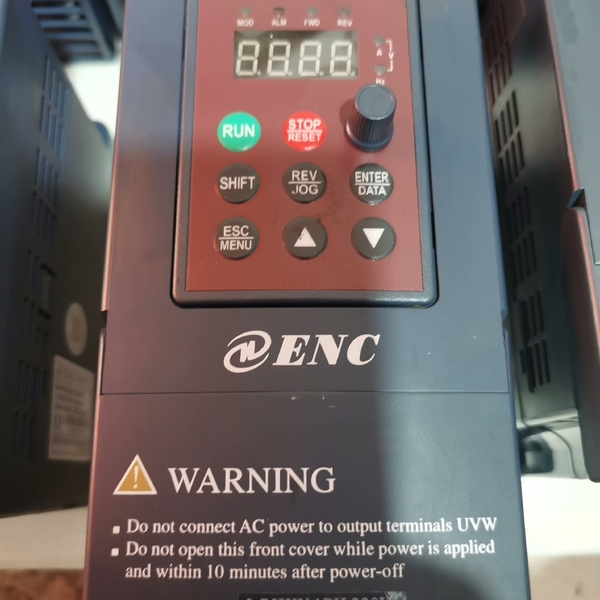 MOD ALM FWD REV
8.8.8.8.
A
V
Hz
RUN STOP
RESET
SHIFT REV
JOG ENTER
DATA
ESC
MENU
ENC
WARNING
Do not connect AC power to output terminals UVW
Do not open this front cover while power is applied
and within 10 minutes after power-off